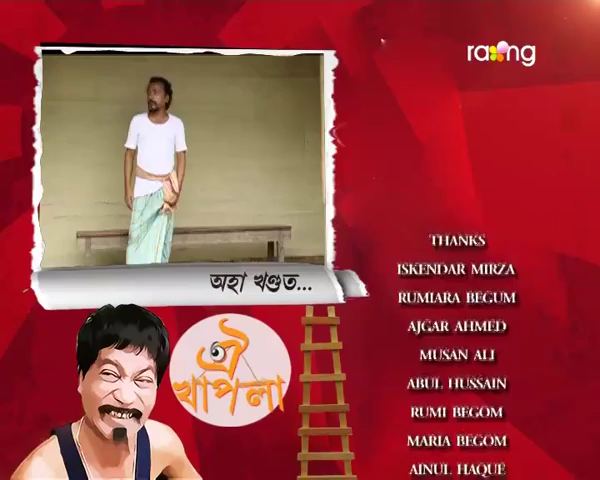 rang
অহা খণ্ডত...
ঐ
খাপলা
THANKS
ISKENDAR MIRZA
RUMIARA BEGUM
AJGAR AHMED
MUSAN ALI
ABUL HUSSAIN
RUMI BEGOM
MARIA BEGOM
AINUL HAQUE